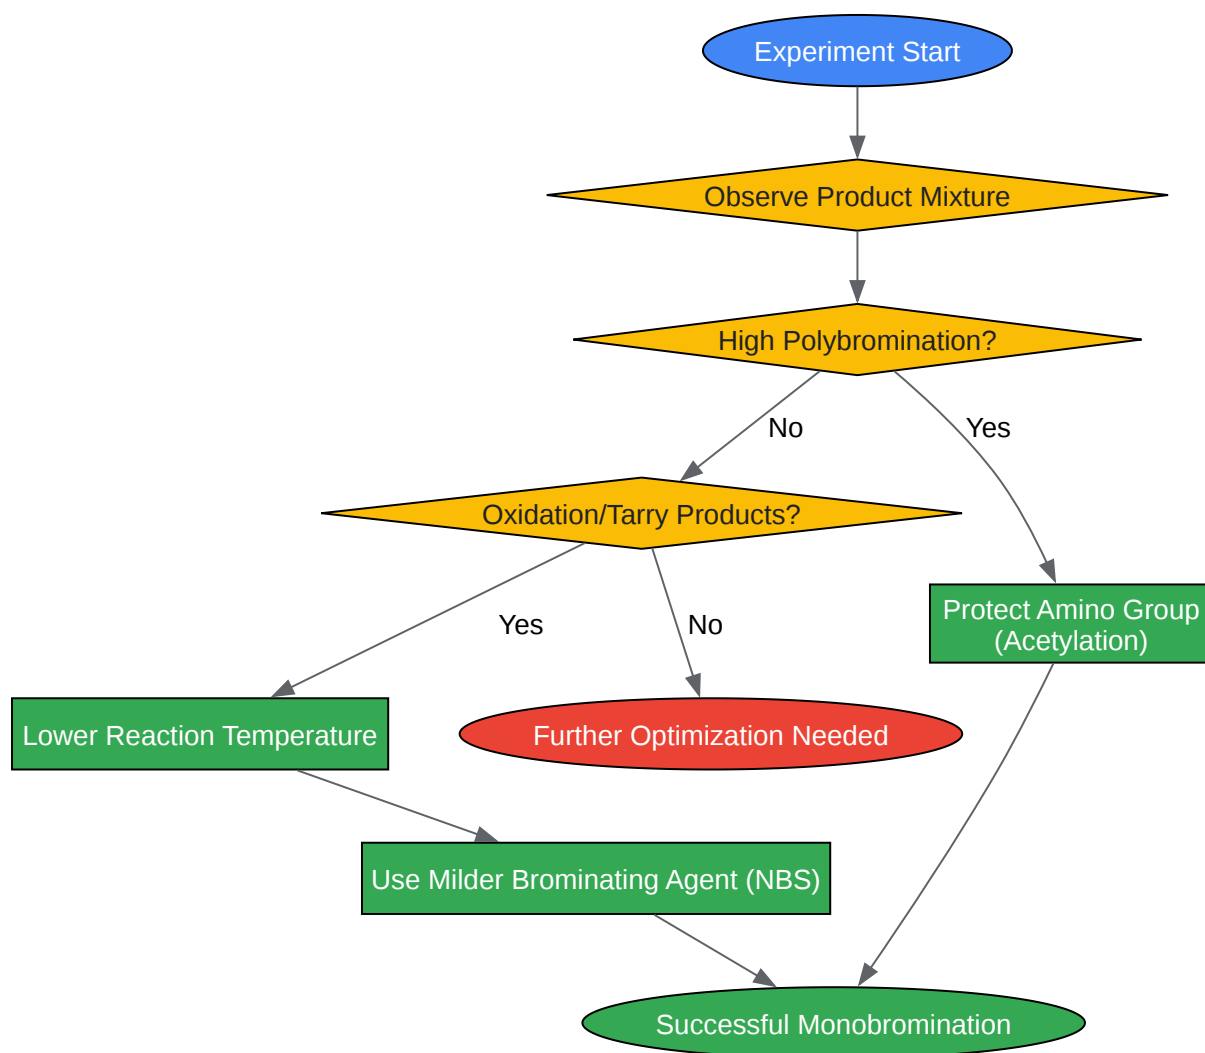 Experiment Start
Observe Product Mixture
High Polybromination?
No
Yes
Oxidation/Tarry Products?
Yes
No
Protect Amino Group
(Acetylation)
Lower Reaction Temperature
Further Optimization Needed
Use Milder Brominating Agent (NBS)
Successful Monobromination